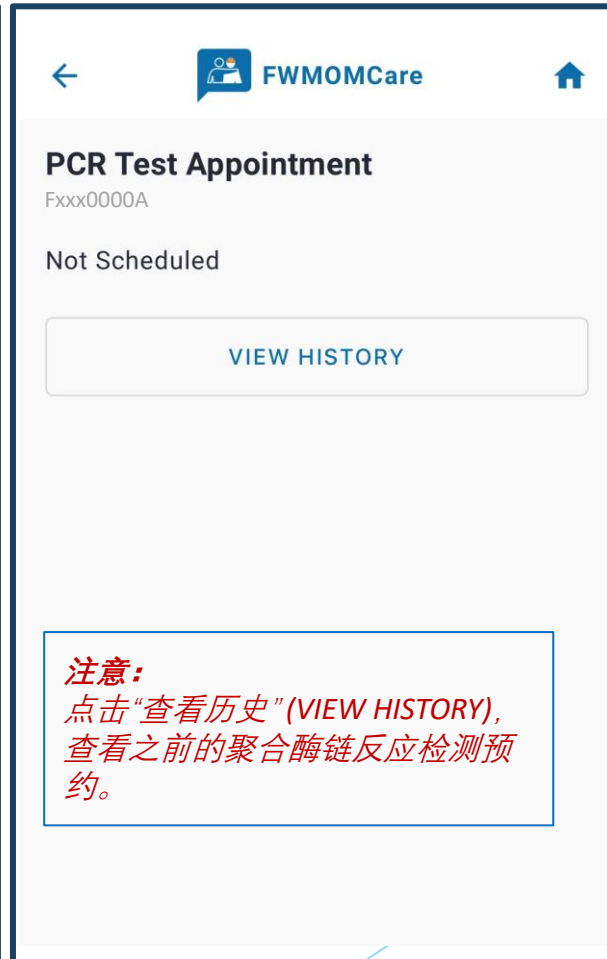 FWMOMCare
PCR Test Appointment
Fxxx0000A
Not Scheduled
VIEW HISTORY
注意：
点击“查看历史”(VIEW HISTORY),
查看之前的聚合酶链反应检测预
约。